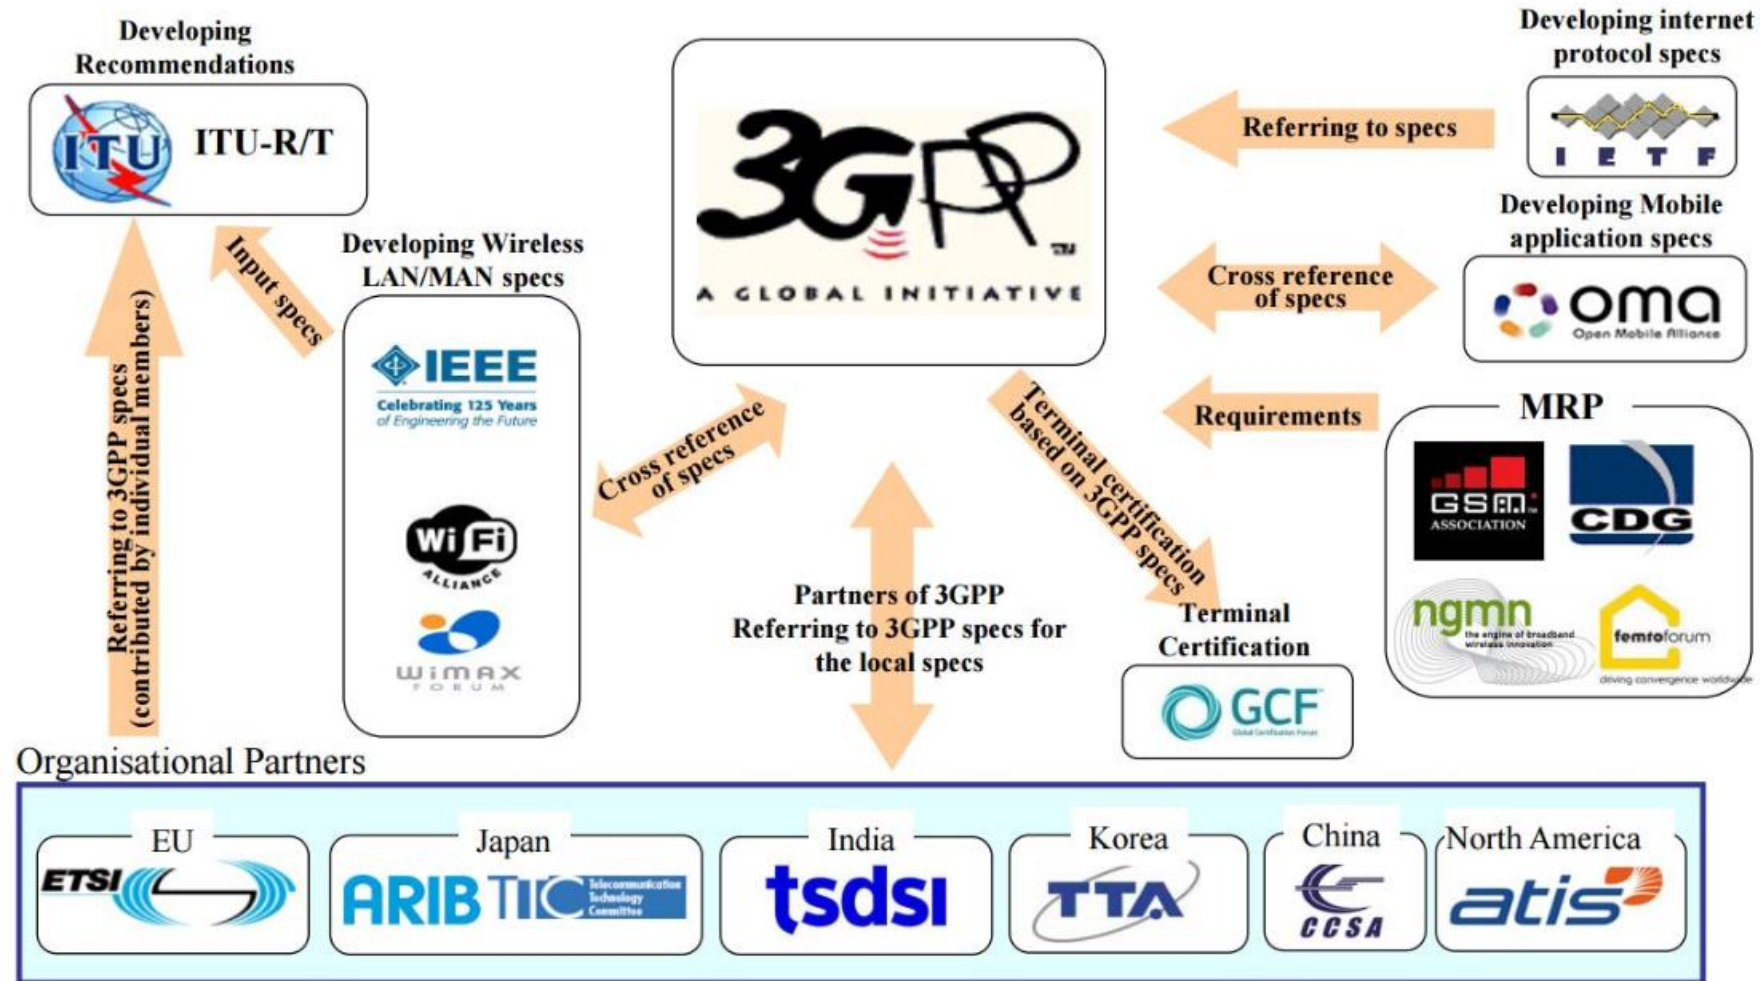 Developing
Recommendations
ITU
ITU-R/T
Input specs
Referring to 3GPP specs
(contributed by individual members)
Developing Wireless
LAN/MAN specs
IEEE
Celebrating 125 Years
of Engineering the Future
Wi Fi
ALLIANCE
WiMAX
FORUM
Cross reference
of specs
3GPP
TM
A GLOBAL INITIATIVE
Partners of 3GPP
Referring to 3GPP specs for
the local specs
Terminal certification
based on 3GPP specs
Terminal
Certification
GCF
Global Certification Forum
Developing internet
protocol specs
IETF
Referring to specs
Developing Mobile
application specs
oma
Open Mobile Alliance
Cross reference
of specs
Requirements
MRP
GSM
ASSOCIATION
CDG
ngmn
the engine of broadband
wireless innovation
femtoforum
driving convergence worldwide
Organisational Partners
EU
ETSI
Japan
ARIB
TTC
Telecommunication
Technology
Committee
India
tsdsi
Korea
TTA
China
CCSA
North America
atis